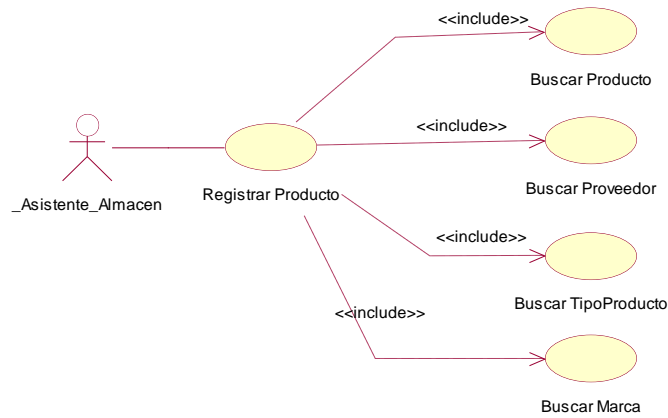 <<include>>
Buscar Producto
<<include>>
Buscar Proveedor
_Asistente_Almacen
Registrar Producto
<<include>>
Buscar TipoProducto
<<include>>
Buscar Marca